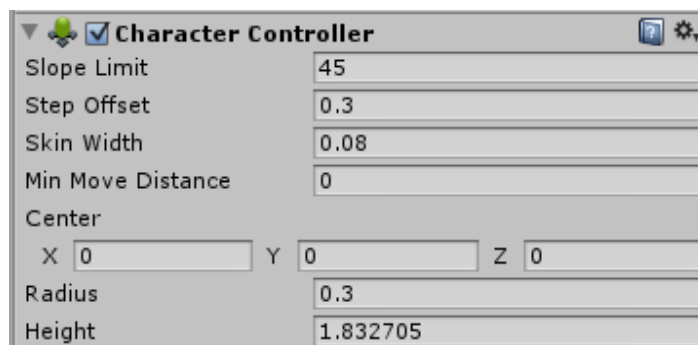 Character Controller
Slope Limit 45
Step Offset 0.3
Skin Width 0.08
Min Move Distance 0
Center
X 0 Y 0 Z 0
Radius 0.3
Height 1.832705